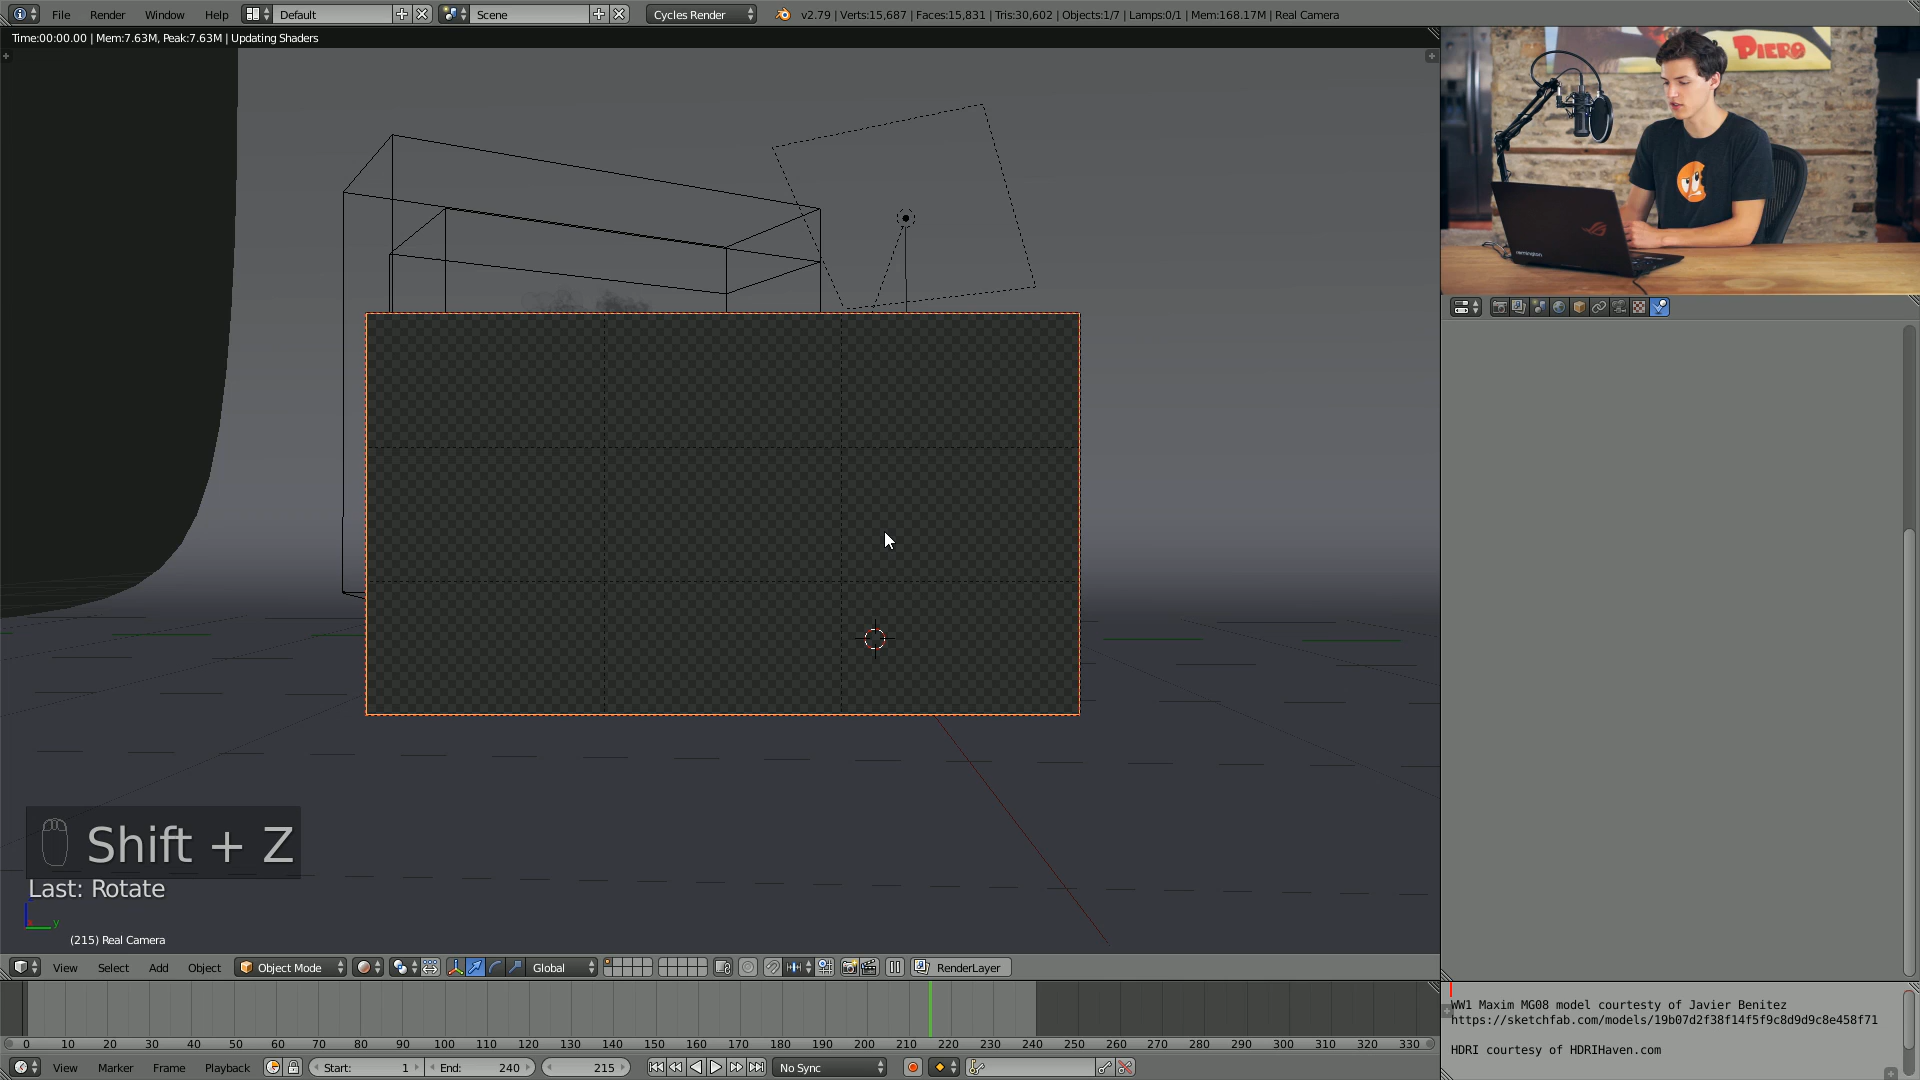 File Render Window Help Default Scene Cycles Render v2.79 | Verts:15,687 | Faces:15,831 | Tris:30,602 | Objects:1/7 | Lamps:0/1 | Mem:168.17M | Real Camera
Time:00:00.00 | Mem:7.63M, Peak:7.63M | Updating Shaders
PIERO
remington
Shift + Z
Last: Rotate
x y
(215) Real Camera
View Select Add Object Object Mode Global RenderLayer
WW1 Maxim MG08 model courtesty of Javier Benitez
https://sketchfab.com/models/19b07d2f38f14f5f9c8d9d9c8e458f71
HDRI courtesy of HDRIHaven.com
0 10 20 30 40 50 60 70 80 90 100 110 120 130 140 150 160 170 180 190 200 210 220 230 240 250 260 270 280 290 300 310 320 330
View Marker Frame Playback Start: 1 End: 240 215 No Sync